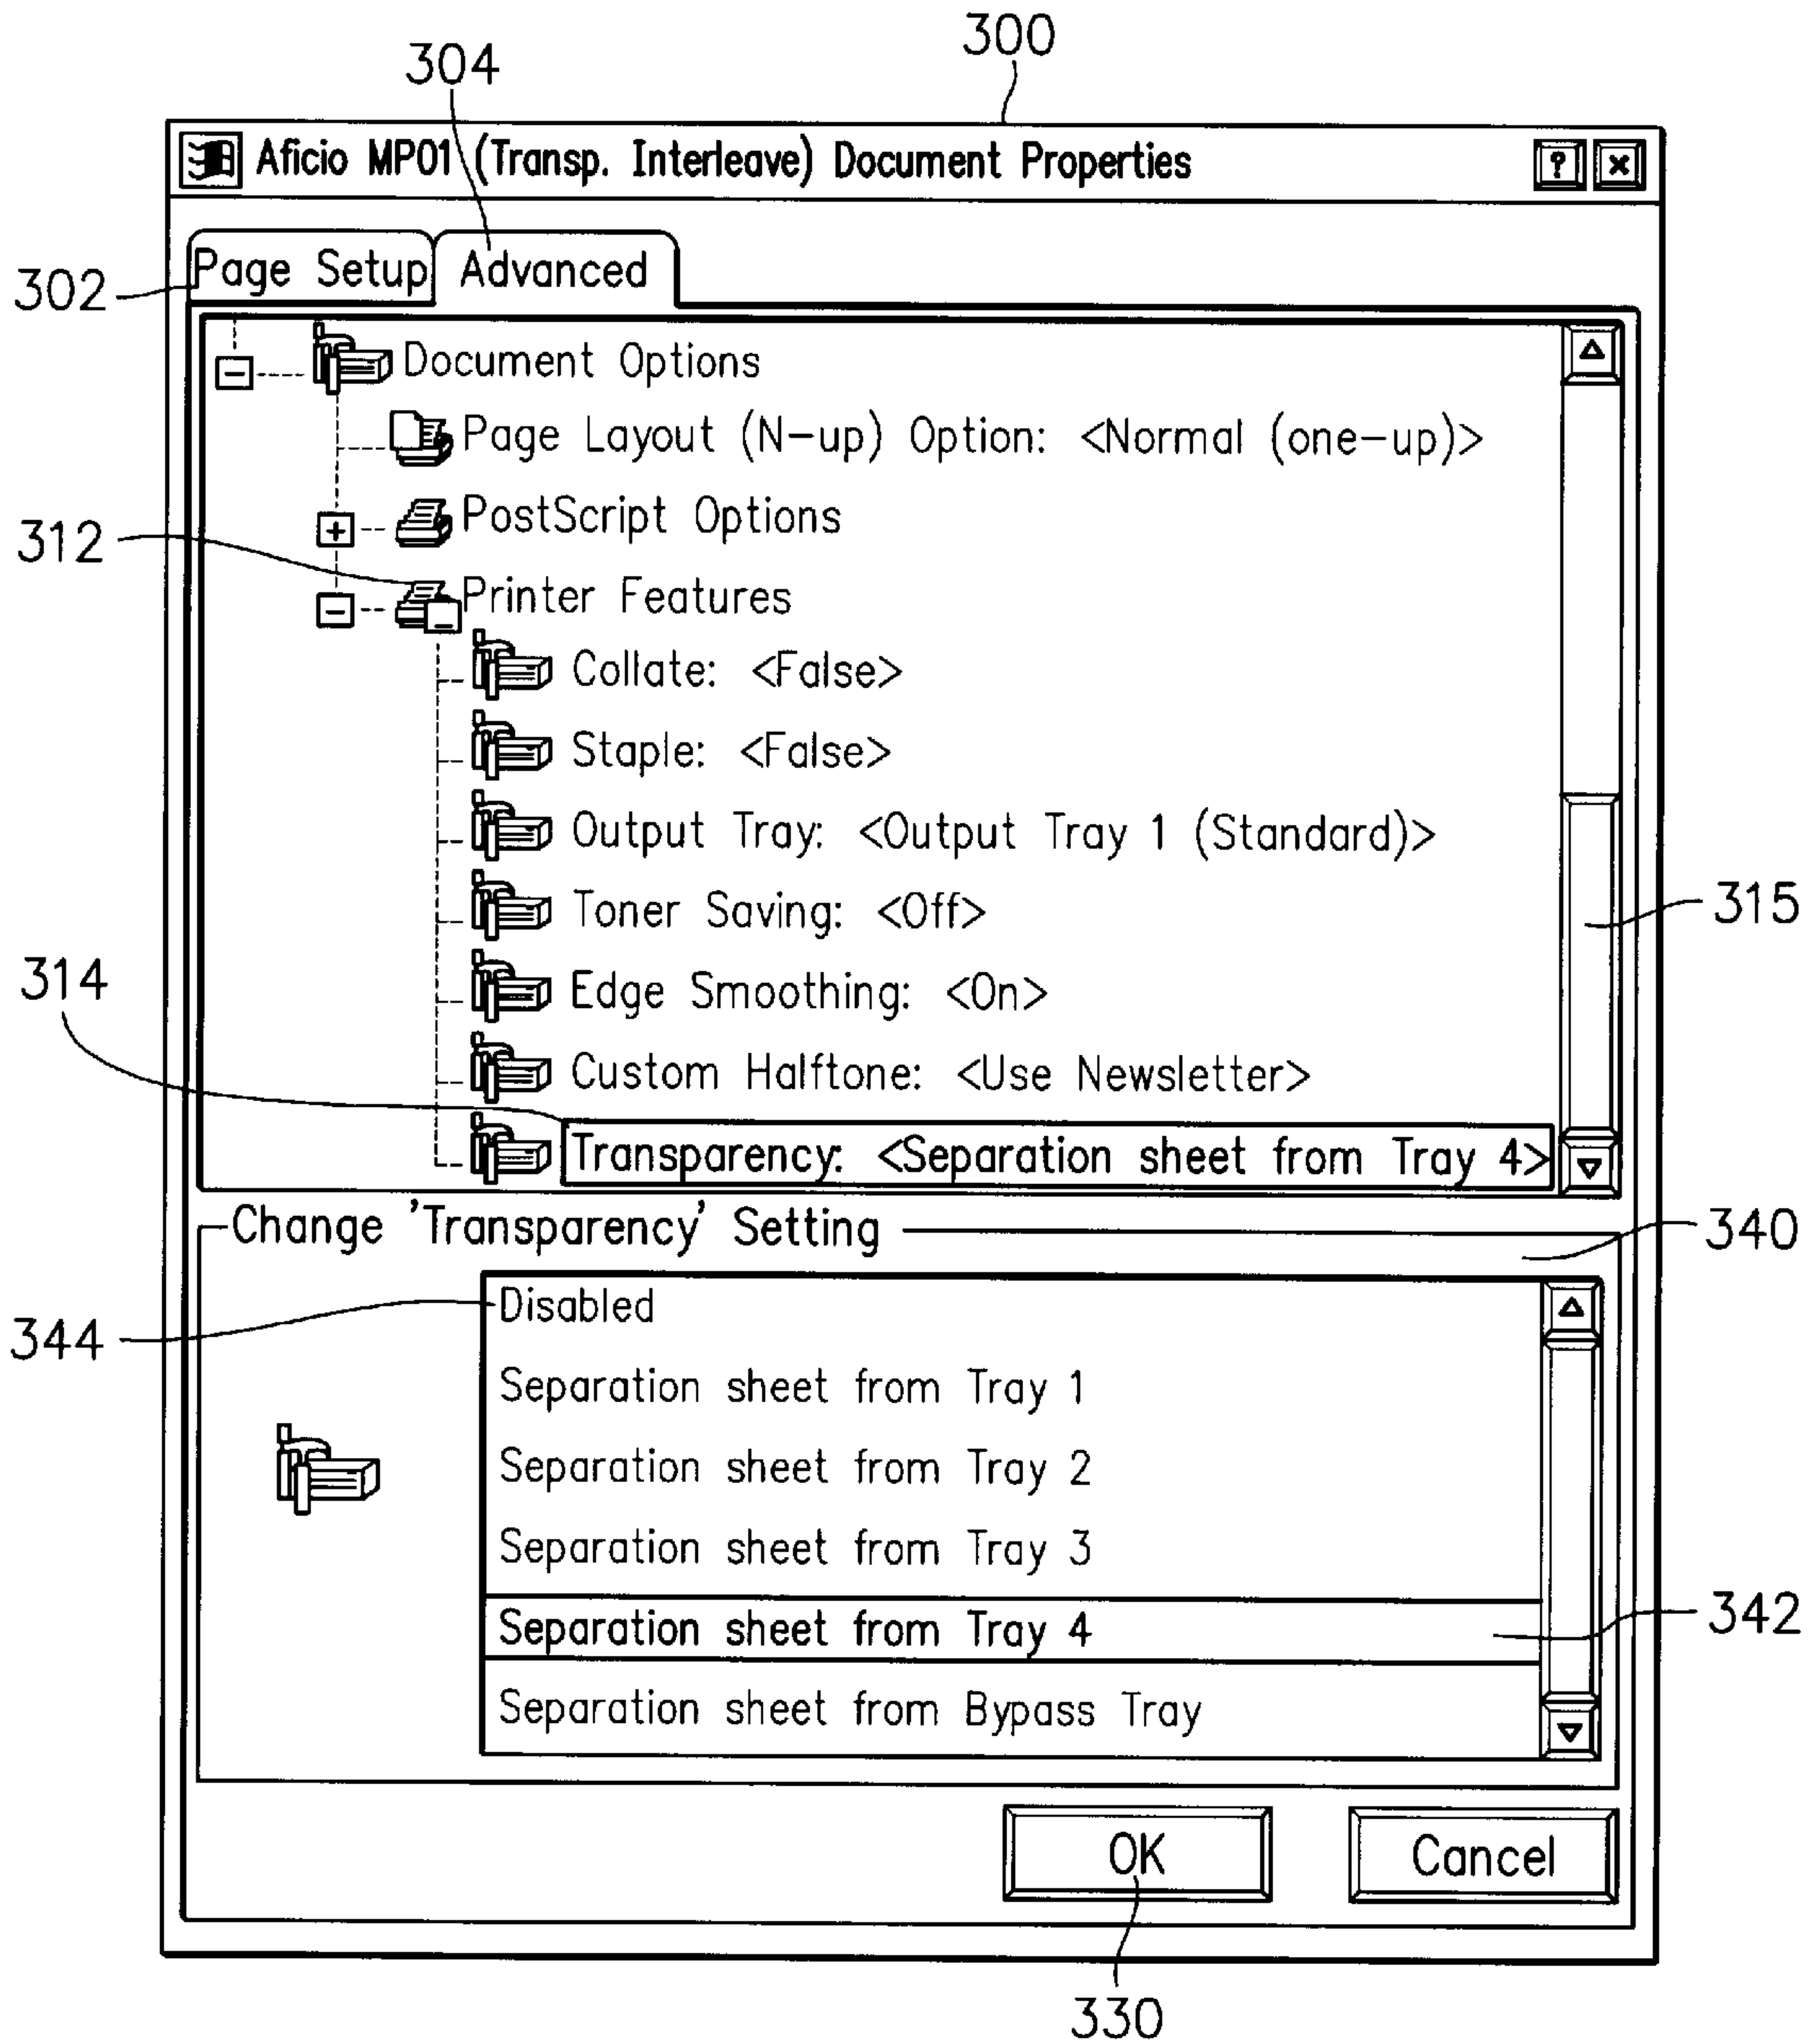 300
304
Aficio MP01 (Transp. Interleave) Document Properties ? ×
302 Page Setup Advanced
Document Options
Page Layout (N-up) Option: <Normal (one-up)>
PostScript Options
312
Printer Features
Collate: <False>
Staple: <False>
Output Tray: <Output Tray 1 (Standard)>
Toner Saving: <Off>
315
314
Edge Smoothing: <On>
Custom Halftone: <Use Newsletter>
Transparency: <Separation sheet from Tray 4>
Change 'Transparency' Setting
340
344
Disabled
Separation sheet from Tray 1
Separation sheet from Tray 2
Separation sheet from Tray 3
Separation sheet from Tray 4
342
Separation sheet from Bypass Tray
OK Cancel
330